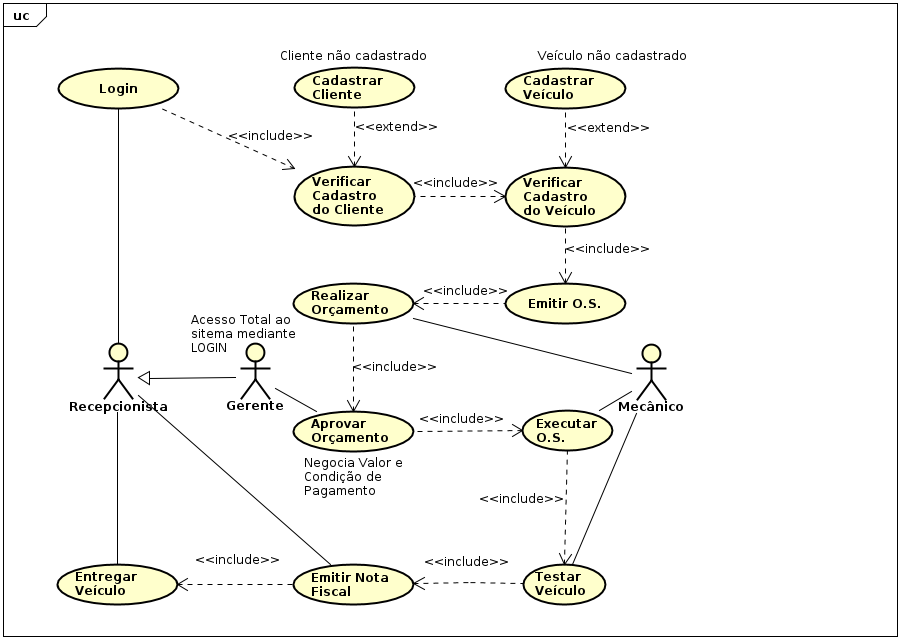 uc
Cliente não cadastrado
Veículo não cadastrado
Login
Cadastrar
Cliente
Cadastrar
Veículo
<<include>>
<<extend>>
<<extend>>
Verificar
Cadastro
do Cliente
<<include>>
Verificar
Cadastro
do Veículo
<<include>>
Realizar
Orçamento
<<include>>
Emitir O.S.
Acesso Total ao
sitema mediante
LOGIN
<<include>>
Recepcionista
Gerente
Mecânico
Aprovar
Orçamento
<<include>>
Executar
O.S.
Negocia Valor e
Condição de
Pagamento
<<include>>
<<include>>
<<include>>
Entregar
Veículo
Emitir Nota
Fiscal
Testar
Veículo